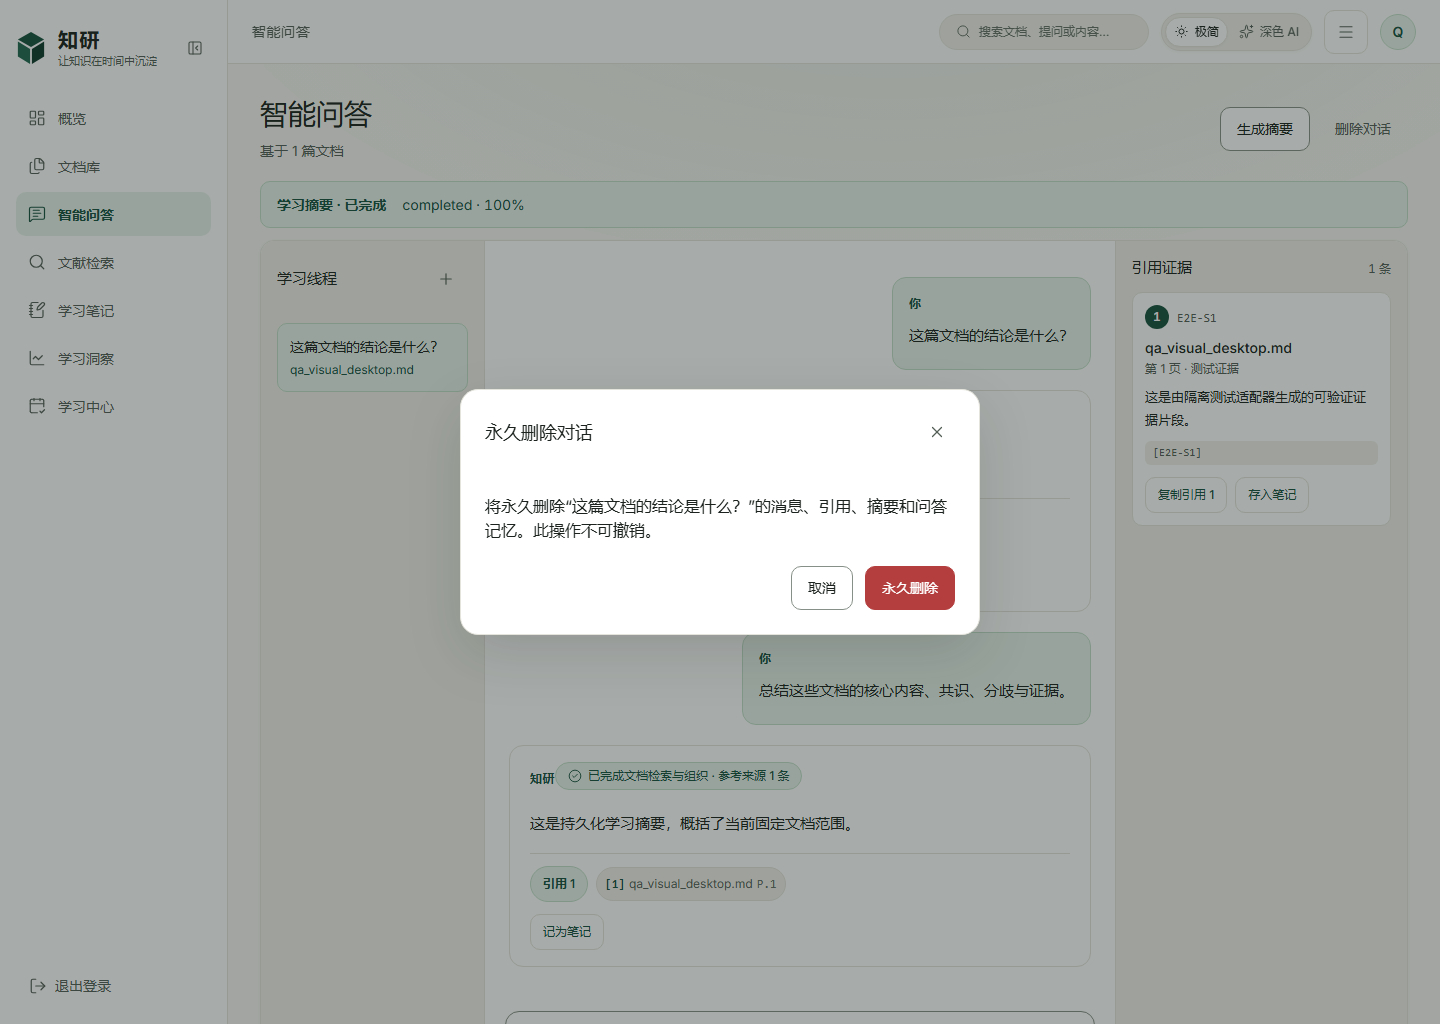 知研
让知识在时间中沉淀
概览
文档库
智能问答
文献检索
学习笔记
学习洞察
学习中心
退出登录
智能问答
搜索文档、提问或内容...
极简
深色 AI
Q
智能问答
基于 1 篇文档
生成摘要
删除对话
学习摘要 · 已完成 completed · 100%
学习线程
这篇文档的结论是什么？
qa_visual_desktop.md
你
这篇文档的结论是什么？
永久删除对话
将永久删除“这篇文档的结论是什么？”的消息、引用、摘要和问答
记忆。此操作不可撤销。
取消
永久删除
你
总结这些文档的核心内容、共识、分歧与证据。
知研
已完成文档检索与组织 · 参考来源 1 条
这是持久化学习摘要，概括了当前固定文档范围。
引用 1
[1] qa_visual_desktop.md P.1
记为笔记
引用证据
1 条
1 E2E-S1
qa_visual_desktop.md
第 1 页 · 测试证据
这是由隔离测试适配器生成的可验证证
据片段。
[E2E-S1]
复制引用 1
存入笔记